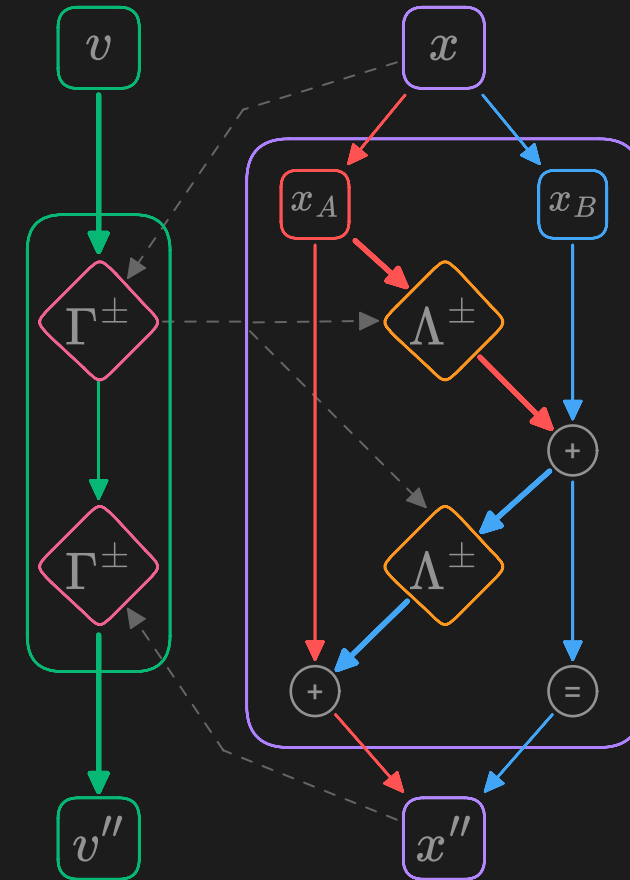 v x
x_A x_B
Γ^± Λ^±
+
Γ^± Λ^±
+ =
v″ x″